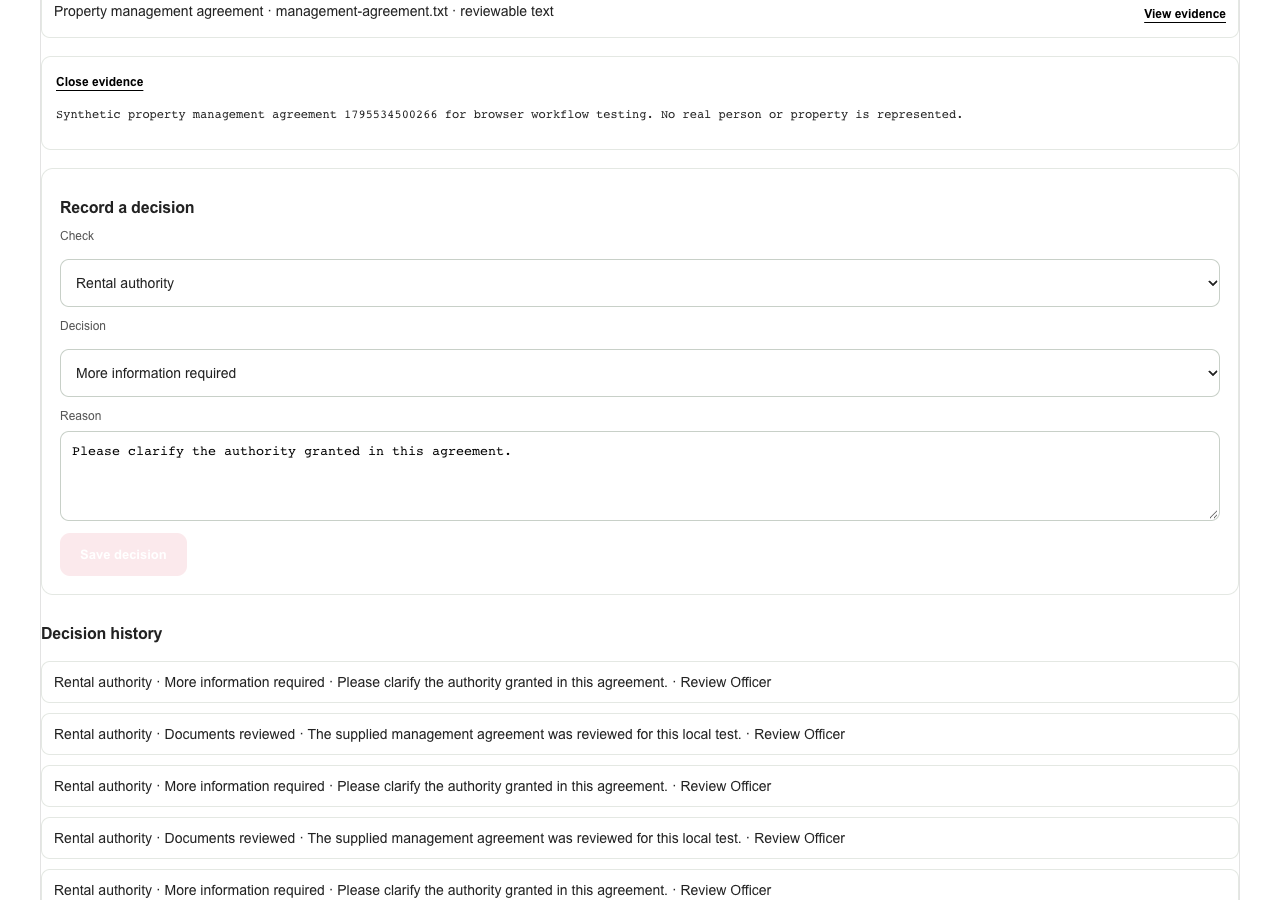 Property management agreement · management-agreement.txt · reviewable text
View evidence
Close evidence
Synthetic property management agreement 1795534500266 for browser workflow testing. No real person or property is represented.
Record a decision
Check
Rental authority
Decision
More information required
Reason
Please clarify the authority granted in this agreement.
Save decision
Decision history
Rental authority · More information required · Please clarify the authority granted in this agreement. · Review Officer
Rental authority · Documents reviewed · The supplied management agreement was reviewed for this local test. · Review Officer
Rental authority · More information required · Please clarify the authority granted in this agreement. · Review Officer
Rental authority · Documents reviewed · The supplied management agreement was reviewed for this local test. · Review Officer
Rental authority · More information required · Please clarify the authority granted in this agreement. · Review Officer